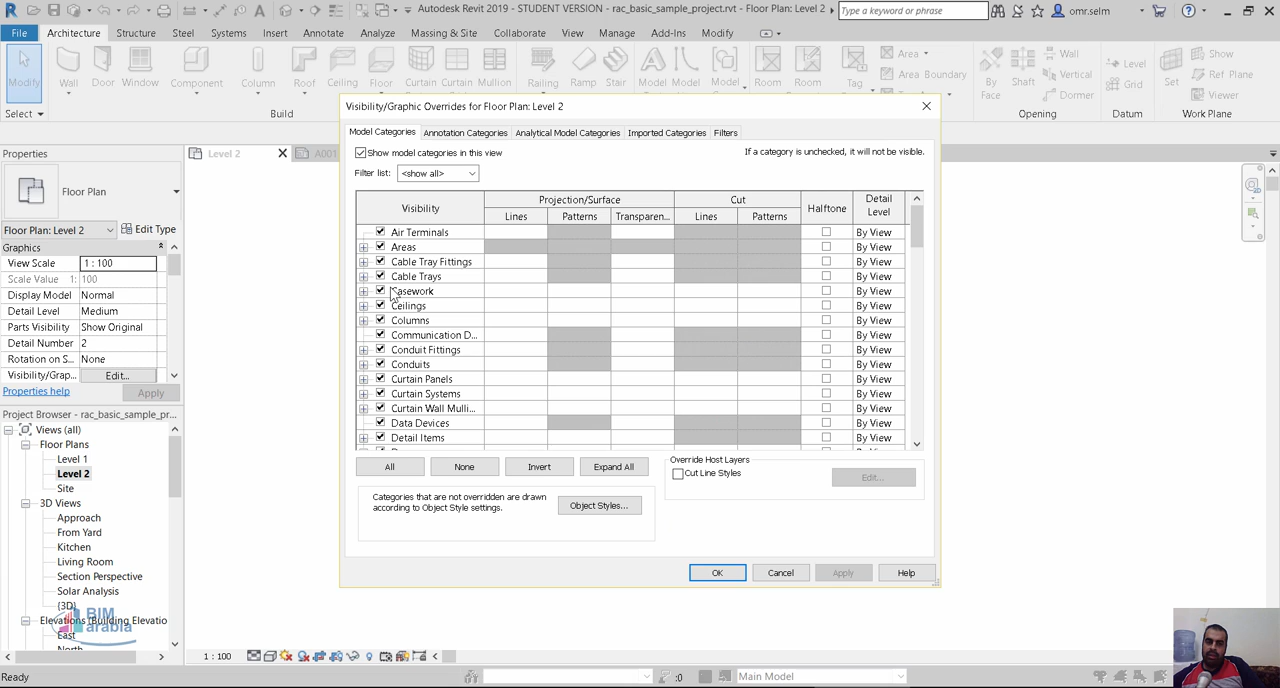 Autodesk Revit 2019 - STUDENT VERSION - rac_basic_sample_project.rvt - Floor Plan: Level 2
Type a keyword or phrase
omr.selm
File Architecture Structure Steel Systems Insert Annotate Analyze Massing & Site Collaborate View Manage Add-Ins Modify
Modify Wall Door Window Component Column Roof Ceiling Floor Curtain Curtain Mullion Railing Ramp Stair Model Model Model Room Room Tag
Area
Area Boundary
Area
By Face
Shaft
Wall
Vertical
Dormer
Level
Grid
Set
Show
Ref Plane
Viewer
Select Build Opening Datum Work Plane
Properties
Floor Plan
Floor Plan: Level 2
Edit Type
Graphics
View Scale 1 : 100
Scale Value 1: 100
Display Model Normal
Detail Level Medium
Parts Visibility Show Original
Detail Number 2
Rotation on S... None
Visibility/Grap... Edit...
Properties help Apply
Project Browser - rac_basic_sample_pr...
Views (all)
Floor Plans
Level 1
Level 2
Site
3D Views
Approach
From Yard
Kitchen
Living Room
Section Perspective
Solar Analysis
{3D}
Elevations (Building Elevatio
East
North
BIM
arabia
Level 2
A001
Visibility/Graphic Overrides for Floor Plan: Level 2
Model Categories Annotation Categories Analytical Model Categories Imported Categories Filters
Show model categories in this view
If a category is unchecked, it will not be visible.
Filter list: <show all>
Visibility Projection/Surface Cut Halftone Detail Level
Lines Patterns Transparen... Lines Patterns
Air Terminals By View
Areas By View
Cable Tray Fittings By View
Cable Trays By View
Casework By View
Ceilings By View
Columns By View
Communication D... By View
Conduit Fittings By View
Conduits By View
Curtain Panels By View
Curtain Systems By View
Curtain Wall Mulli... By View
Data Devices By View
Detail Items By View
All None Invert Expand All
Override Host Layers
Cut Line Styles Edit...
Categories that are not overridden are drawn
according to Object Style settings.
Object Styles...
OK Cancel Apply Help
1 : 100
Ready
:0
Main Model